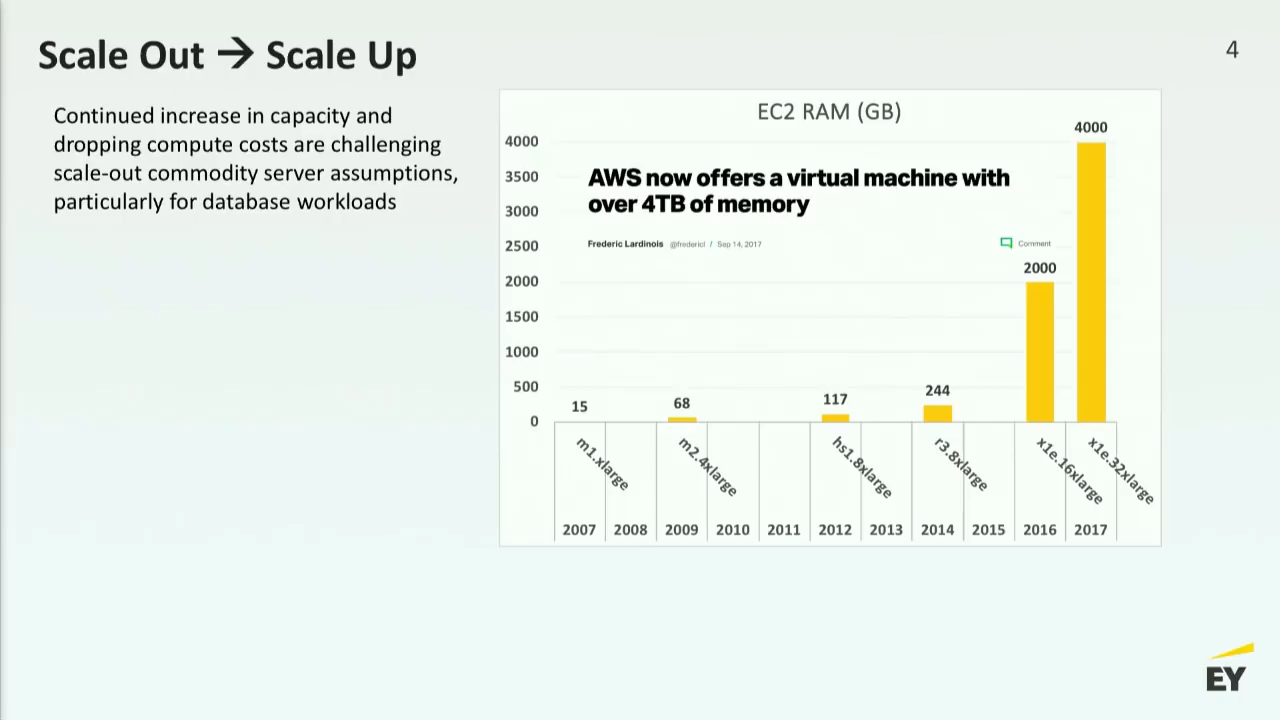 Scale Out → Scale Up
4
Continued increase in capacity and
dropping compute costs are challenging
scale-out commodity server assumptions,
particularly for database workloads
EC2 RAM (GB)
4000
3500
3000
2500
2000
1500
1000
500
0
AWS now offers a virtual machine with
over 4TB of memory
Frederic Lardinois @fredericl / Sep 14, 2017
Comment
15
68
117
244
2000
4000
m1.xlarge
m2.4xlarge
hs1.8xlarge
r3.8xlarge
x1e.16xlarge
x1e.32xlarge
2007 2008 2009 2010 2011 2012 2013 2014 2015 2016 2017
EY